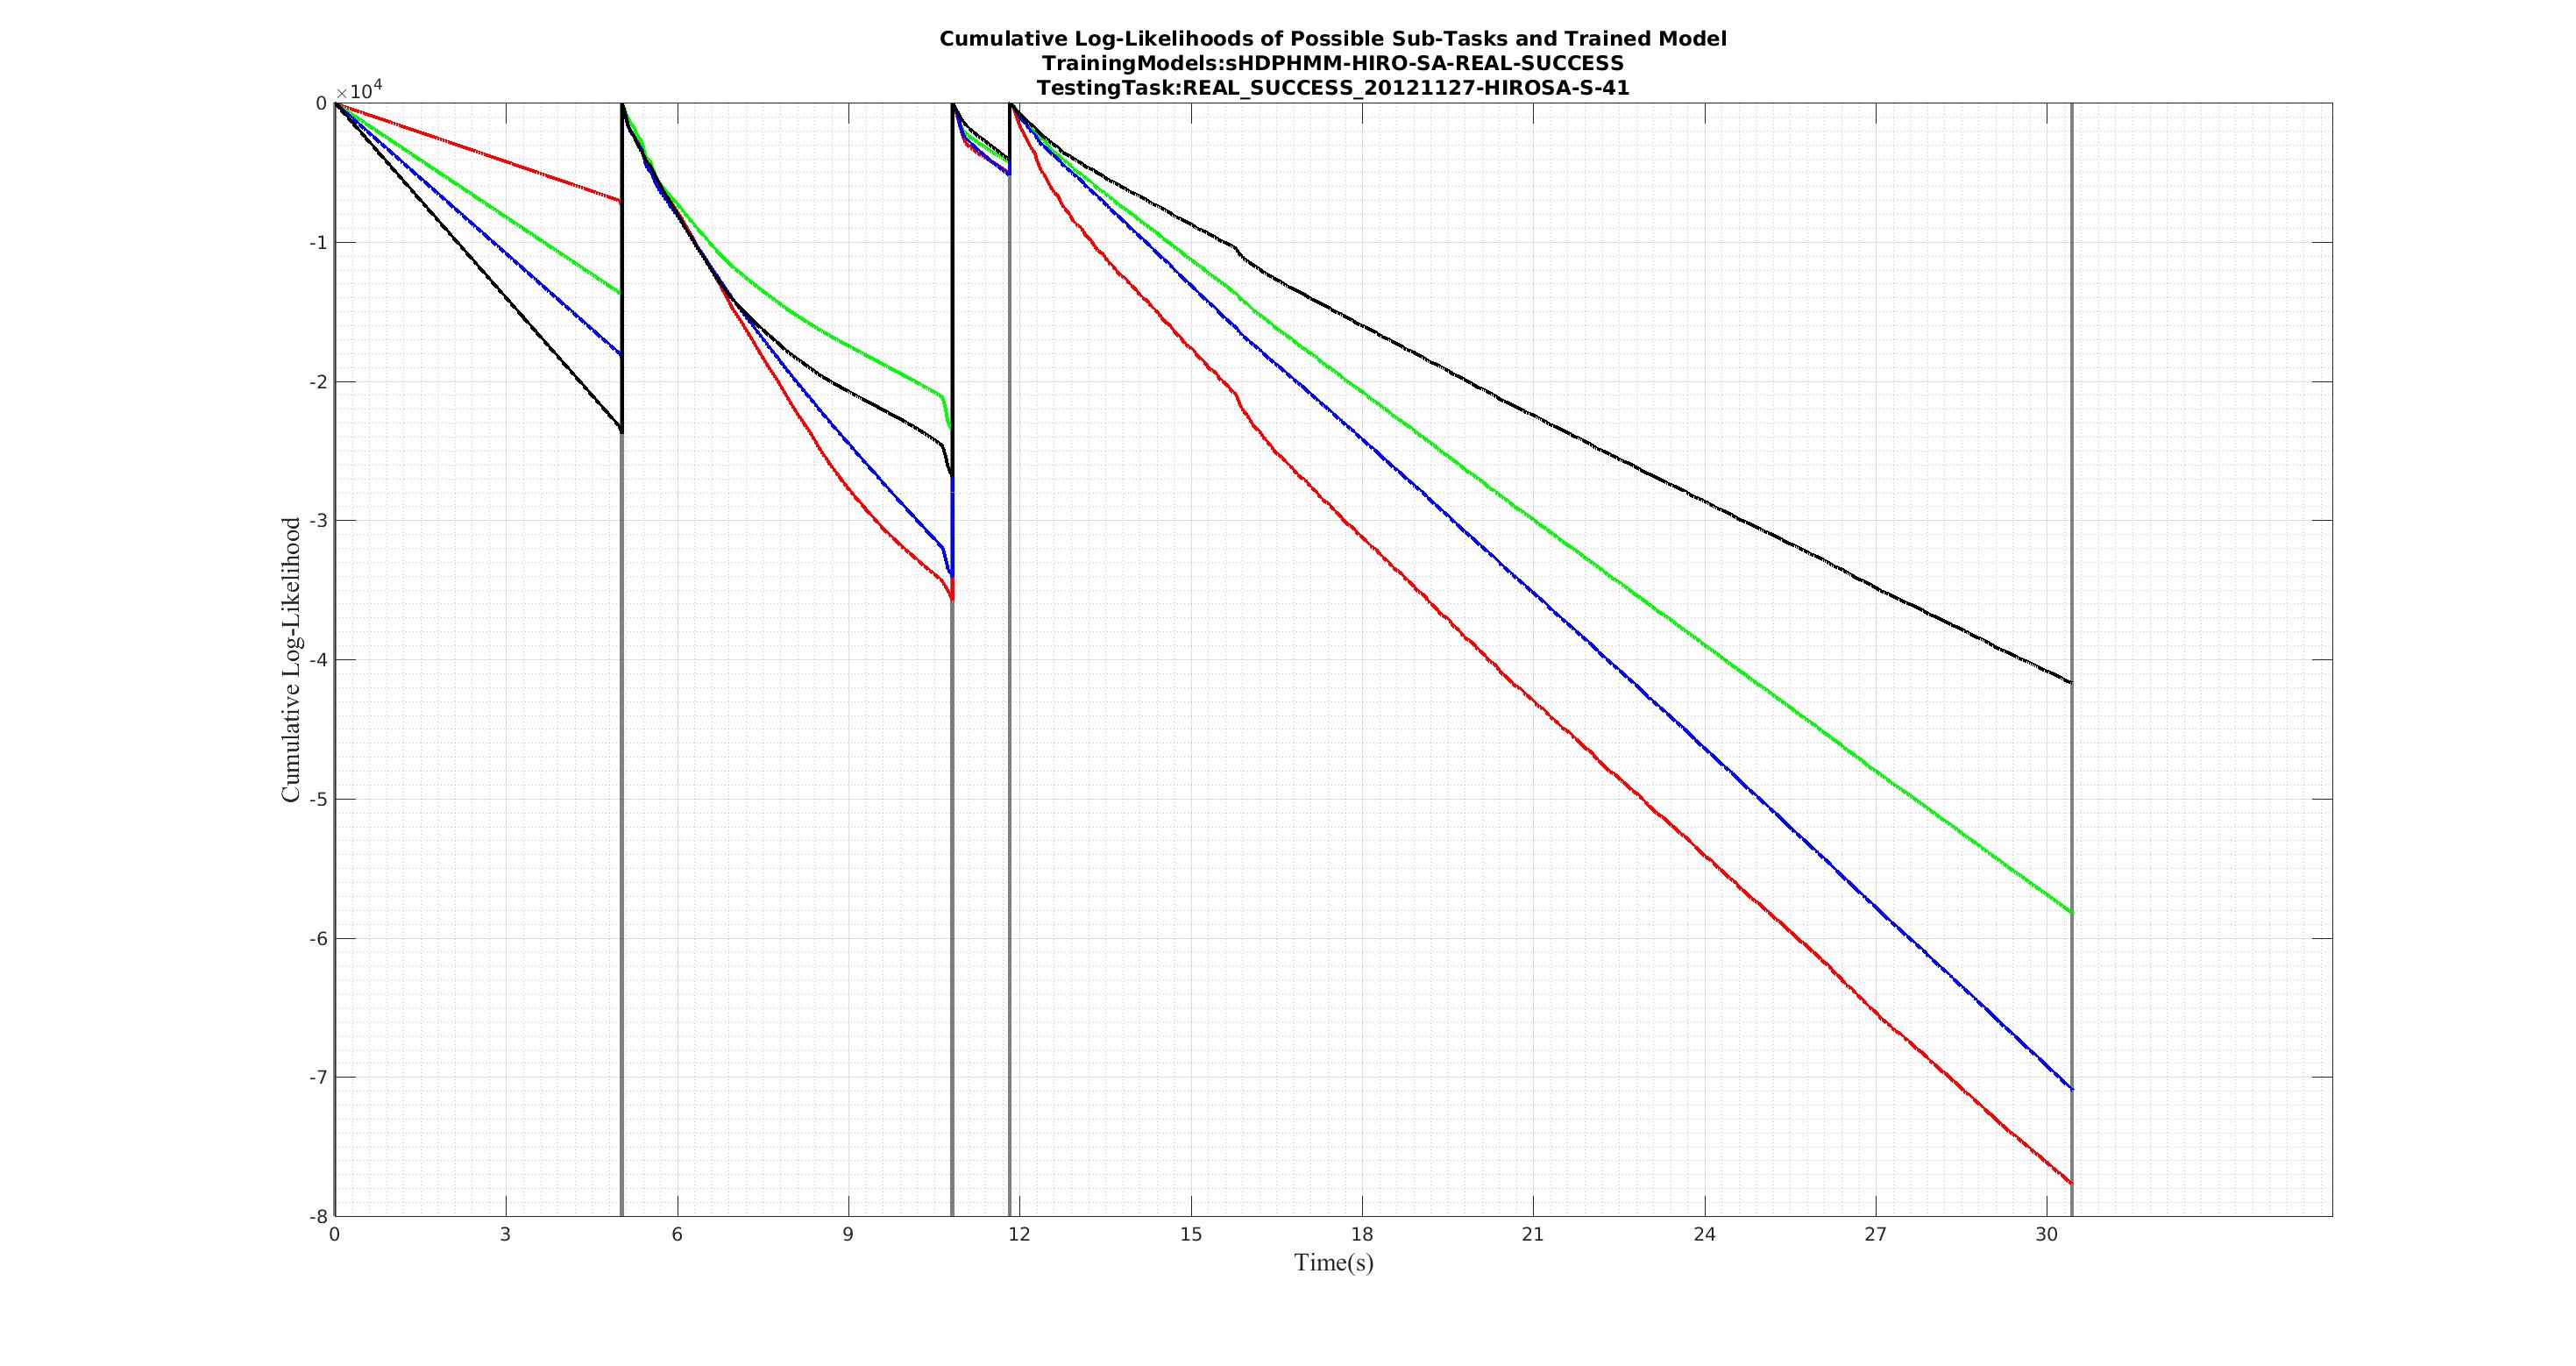 Cumulative Log-Likelihoods of Possible Sub-Tasks and Trained Model
TrainingModels:sHDPHMM-HIRO-SA-REAL-SUCCESS
TestingTask:REAL_SUCCESS_20121127-HIROSA-S-41
×10⁴
0
-1
-2
-3
-4
-5
-6
-7
-8
Cumulative Log-Likelihood
0 3 6 9 12 15 18 21 24 27 30
Time(s)